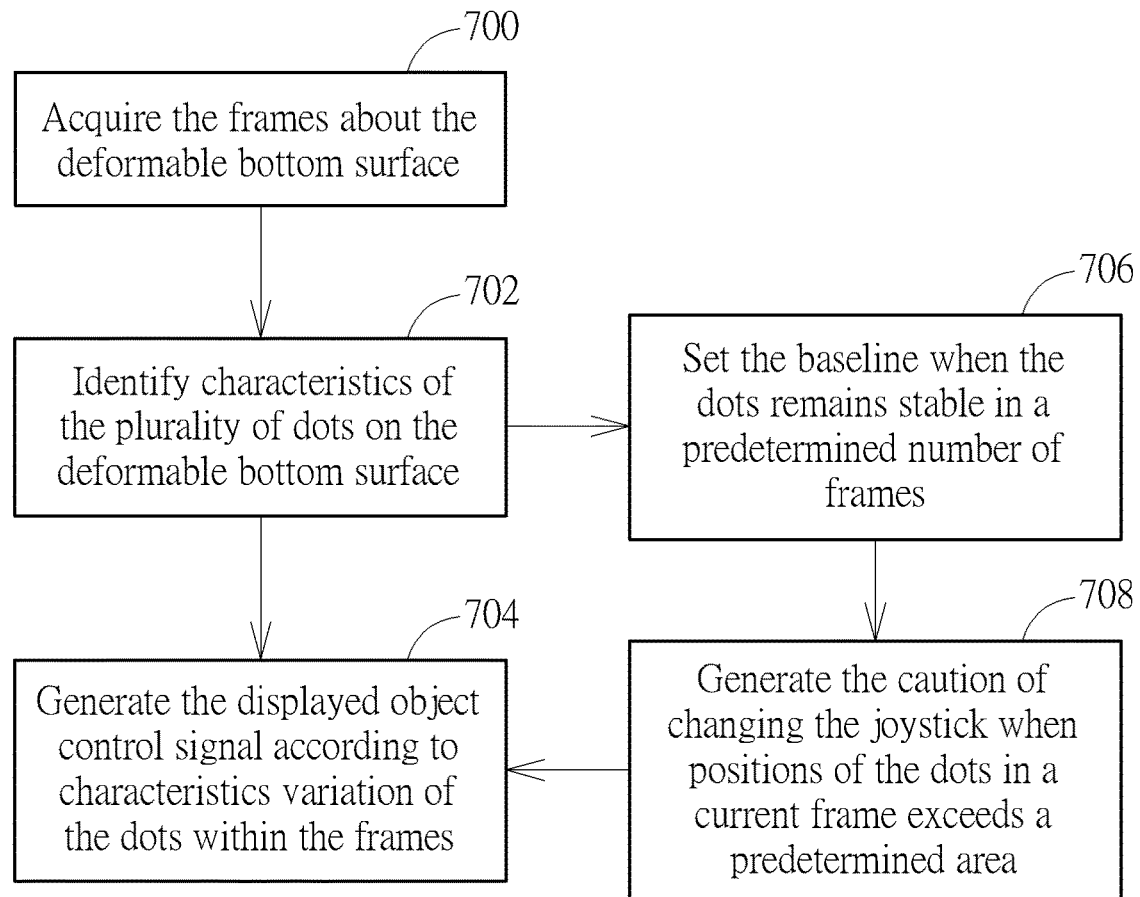 700
Acquire the frames about the
deformable bottom surface
702
Identify characteristics of
the plurality of dots on the
deformable bottom surface
706
Set the baseline when the
dots remains stable in a
predetermined number of
frames
704
Generate the displayed object
control signal according to
characteristics variation of
the dots within the frames
708
Generate the caution of
changing the joystick when
positions of the dots in a
current frame exceeds a
predetermined area